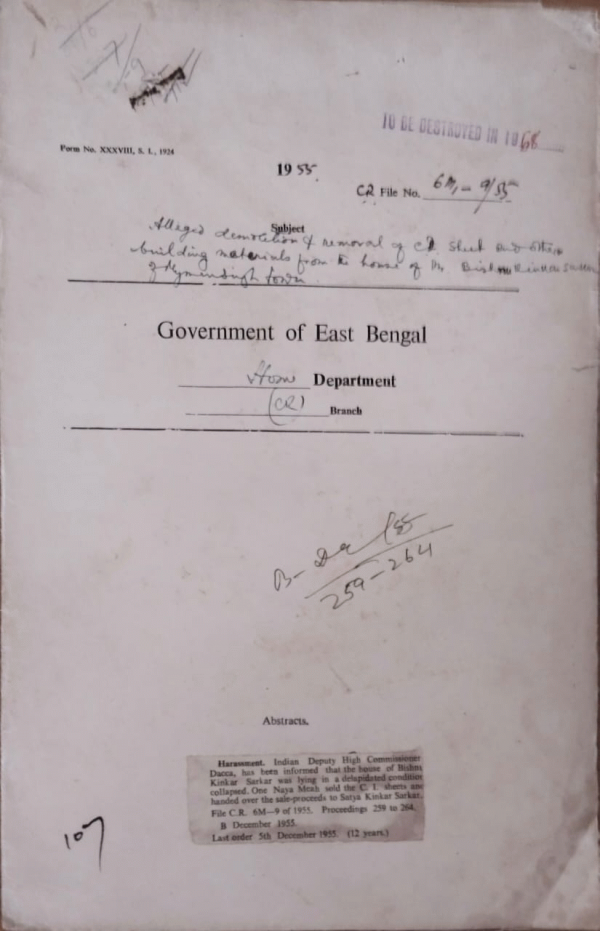 TO BE DESTROYED IN 1968
Form No. XXXVIII, S. I., 1924
1955
CR File No. 6M-9/55
Subject
Alleged demolition & removal of C.I. Sheet and other
building materials from the house of Mr Kinkar Sarkar
of Mymensingh town
Government of East Bengal
Home Department
(CR) Branch
B-
259-264
Abstracts.
Harassment. Indian Deputy High Commissioner
Dacca, has been informed that the house of Bishnu
Kinkar Sarkar was lying in a delapidated condition
collapsed. One Naya Meah sold the C. I. sheets and
handed over the sale-proceeds to Satya Kinkar Sarkar.
File C.R. 6M—9 of 1955. Proceedings 259 to 264.
B December 1955.
Last order 5th December 1955. (12 years.)
107